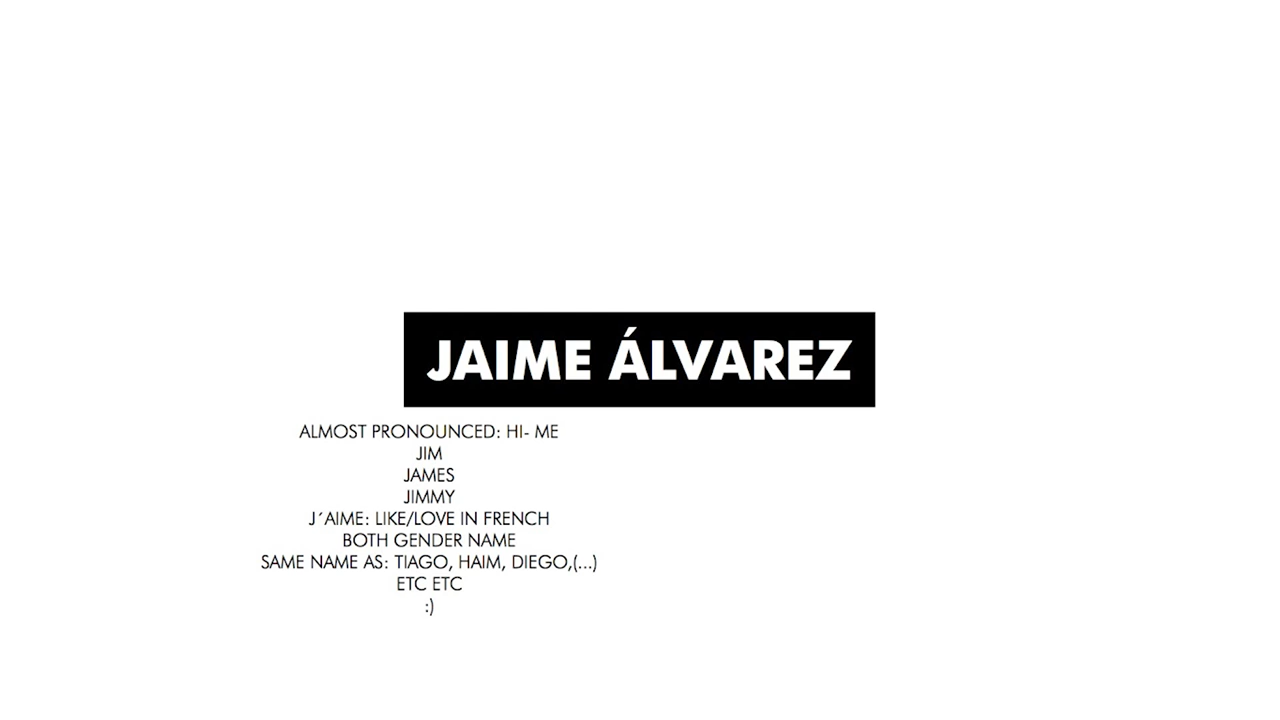 JAIME ÁLVAREZ
ALMOST PRONOUNCED: HI- ME
JIM
JAMES
JIMMY
J´AIME: LIKE/LOVE IN FRENCH
BOTH GENDER NAME
SAME NAME AS: TIAGO, HAIM, DIEGO,(...)
ETC ETC
:)